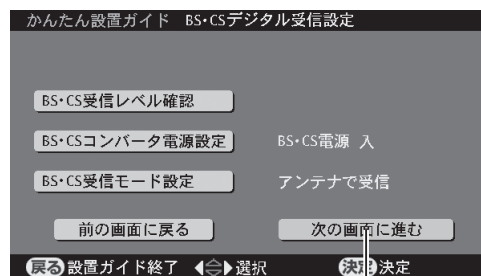 かんたん設置ガイド BS･CSデジタル受信設定
BS･CS受信レベル確認
BS･CSコンバータ電源設定 BS･CS電源 入
BS･CS受信モード設定 アンテナで受信
前の画面に戻る 次の画面に進む
戻る 設置ガイド終了 選択 決定 決定